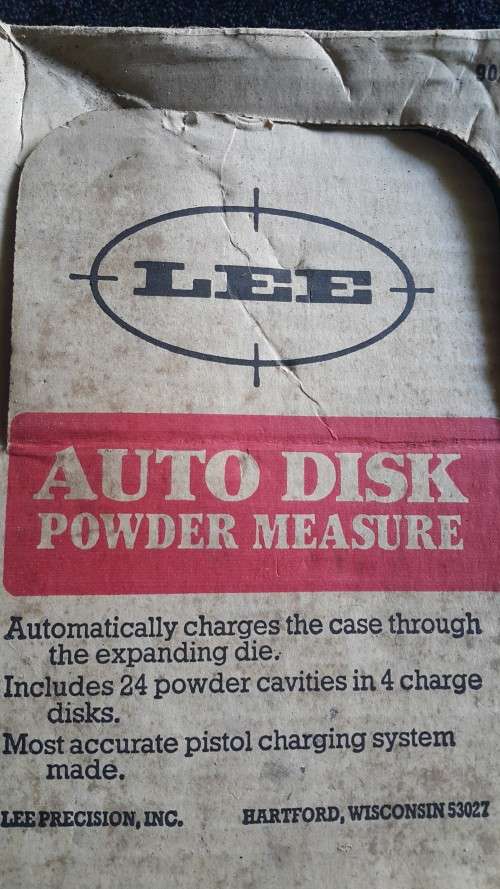 90
LEE
AUTO DISK
POWDER MEASURE
Automatically charges the case through
the expanding die.
Includes 24 powder cavities in 4 charge
disks.
Most accurate pistol charging system
made.
LEE PRECISION, INC. HARTFORD, WISCONSIN 53027